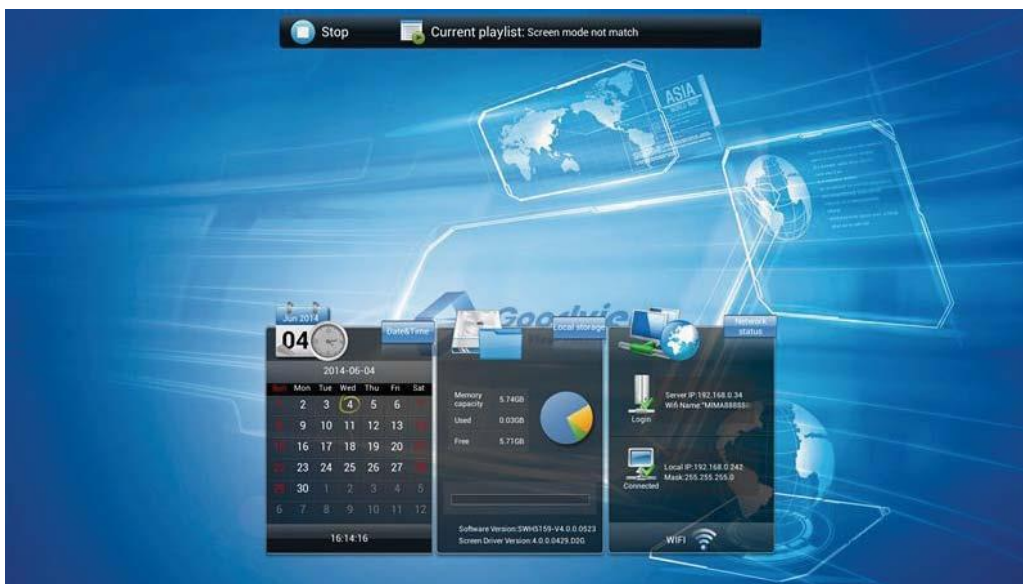 Stop
Current playlist: Screen mode not match
ASIA
Jun 2014
04
Date&Time
2014-06-04
Sun Mon Tue Wed Thu Fri Sat
2 3 4 5 6
9 10 11 12 13
16 17 18 19 20
23 24 25 26 27
29 30 1 2 3 4 5
6 7 8 9 10 11 12
16:14:16
Local storage
Memory capacity 5.74GB
Used 0.03GB
Free 5.71GB
Software Version:SWH5159-V4.0.0.0523
Screen Driver Version:4.0.0.0429.D20.
Network
status
Server IP:192.168.0.34
Wifi Name:"MIMA88888
Login
Local IP:192.168.0.242
Mask:255.255.255.0
Connected
WIFI